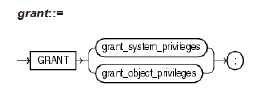 grant::=
grant_system_privileges
GRANT
;
grant_object_privileges